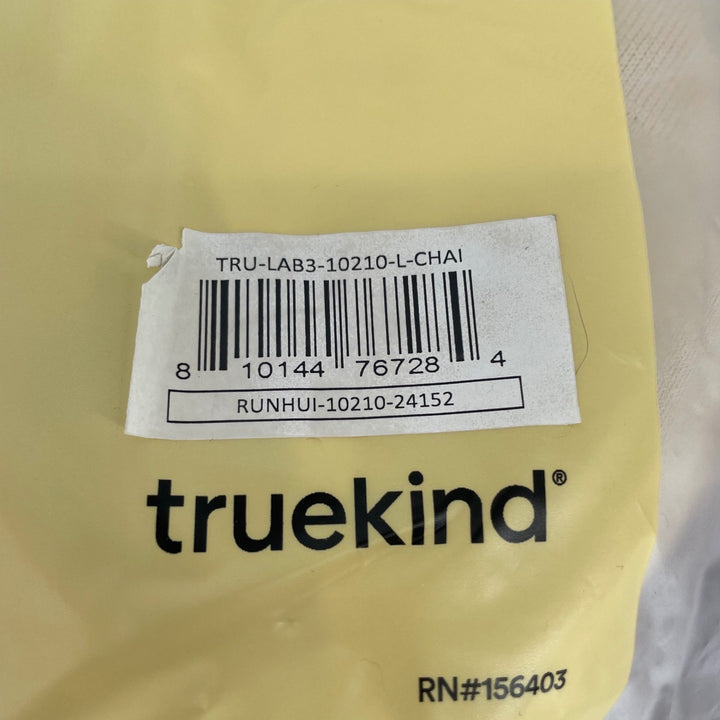 TRU-LAB3-10210-L-CHAI
8 10144 76728 4
RUNHUI-10210-24152
truekind®
RN#156403